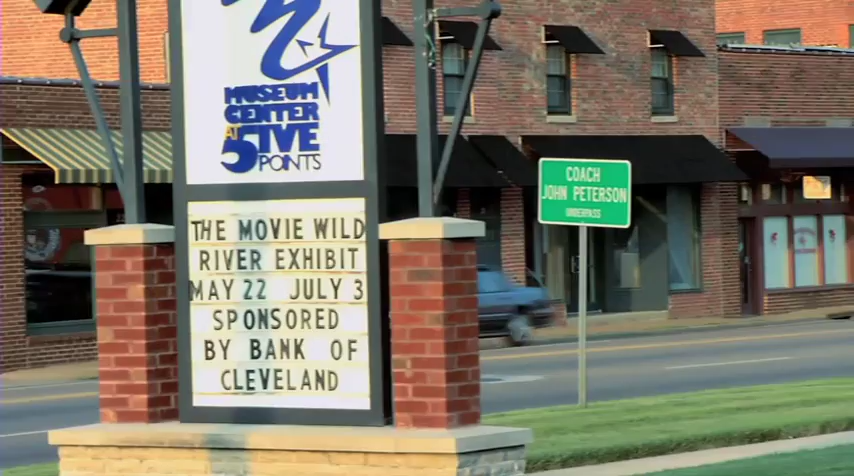 MUSEUM
CENTER
AT 5IVE
POINTS
THE MOVIE WILD
RIVER EXHIBIT
MAY 22 JULY 3
SPONSORED
BY BANK OF
CLEVELAND
COACH
JOHN PETERSON
UNDERPASS